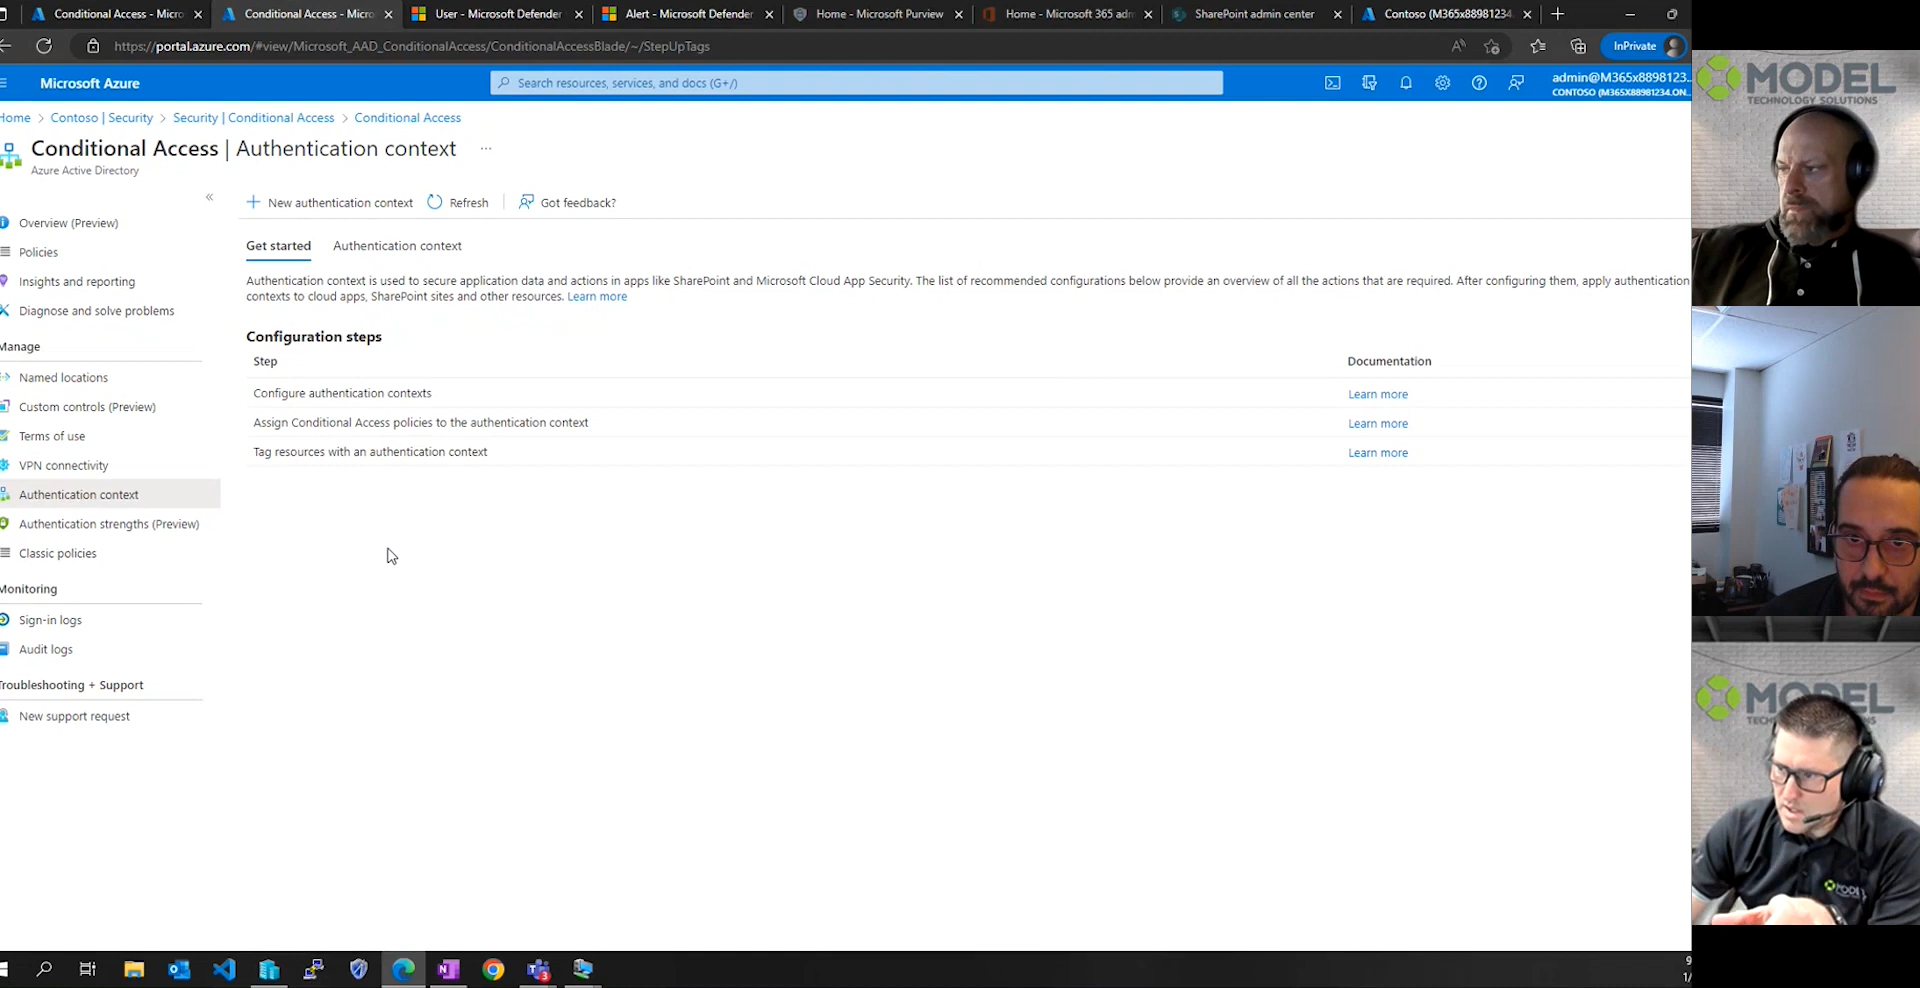 Conditional Access - Micro
Conditional Access - Micro
User - Microsoft Defender
Alert - Microsoft Defender
Home - Microsoft Purview
Home - Microsoft 365 adm
SharePoint admin center
Contoso (M365x88981234
https://portal.azure.com/#view/Microsoft_AAD_ConditionalAccess/ConditionalAccessBlade/~/StepUpTags
InPrivate
Microsoft Azure
Search resources, services, and docs (G+/)
admin@M365x8898123...
CONTOSO (M365X88981234.ON...
Home > Contoso | Security > Security | Conditional Access > Conditional Access
Conditional Access | Authentication context ...
Azure Active Directory
«
Overview (Preview)
Policies
Insights and reporting
Diagnose and solve problems
Manage
Named locations
Custom controls (Preview)
Terms of use
VPN connectivity
Authentication context
Authentication strengths (Preview)
Classic policies
Monitoring
Sign-in logs
Audit logs
Troubleshooting + Support
New support request
New authentication context
Refresh
Got feedback?
Get started
Authentication context
Authentication context is used to secure application data and actions in apps like SharePoint and Microsoft Cloud App Security. The list of recommended configurations below provide an overview of all the actions that are required. After configuring them, apply authentication
contexts to cloud apps, SharePoint sites and other resources. Learn more
Configuration steps
Step Documentation
Configure authentication contexts Learn more
Assign Conditional Access policies to the authentication context Learn more
Tag resources with an authentication context Learn more
MODEL
TECHNOLOGY SOLUTIONS
MODEL
MODEL